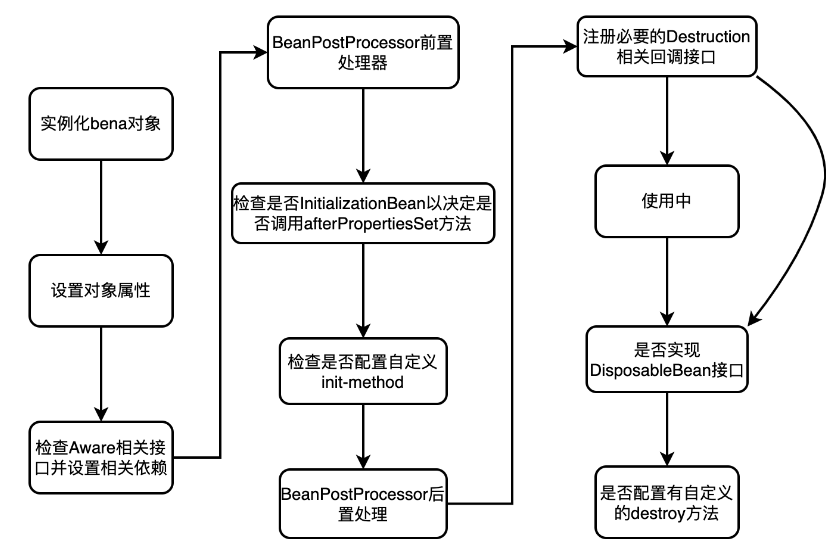 实例化bena对象
设置对象属性
检查Aware相关接
口并设置相关依赖
BeanPostProcessor前置
处理器
检查是否InitializationBean以决定是
否调用afterPropertiesSet方法
检查是否配置自定义
init-method
BeanPostProcessor后
置处理
注册必要的Destruction
相关回调接口
使用中
是否实现
DisposableBean接口
是否配置有自定义
的destroy方法